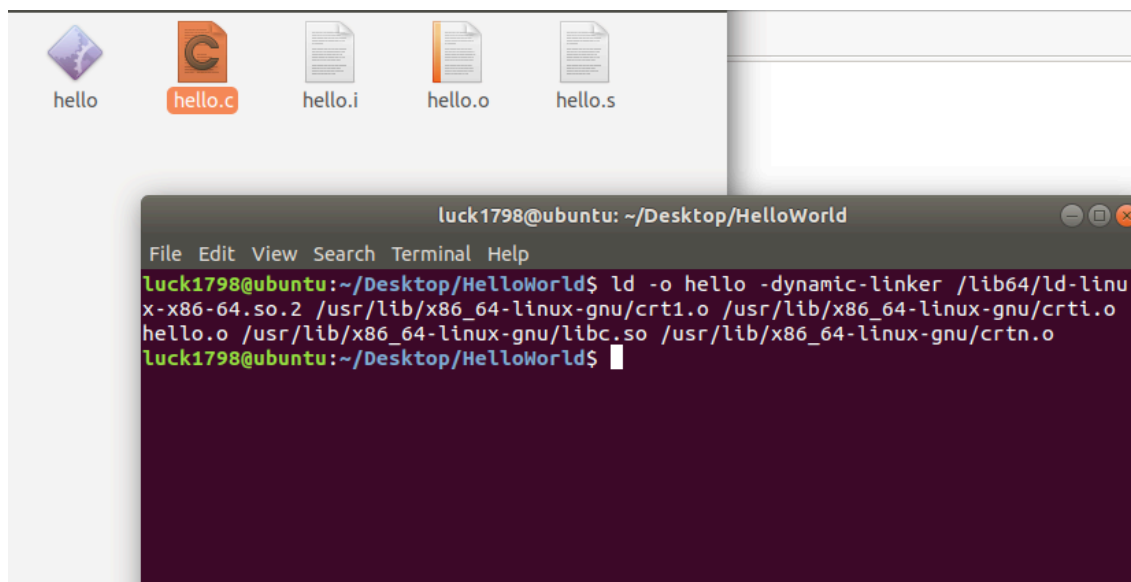 hello
hello.c
hello.i
hello.o
hello.s
luck1798@ubuntu: ~/Desktop/HelloWorld
File Edit View Search Terminal Help
luck1798@ubuntu:~/Desktop/HelloWorld$ ld -o hello -dynamic-linker /lib64/ld-linu
x-x86-64.so.2 /usr/lib/x86_64-linux-gnu/crt1.o /usr/lib/x86_64-linux-gnu/crti.o
hello.o /usr/lib/x86_64-linux-gnu/libc.so /usr/lib/x86_64-linux-gnu/crtn.o
luck1798@ubuntu:~/Desktop/HelloWorld$